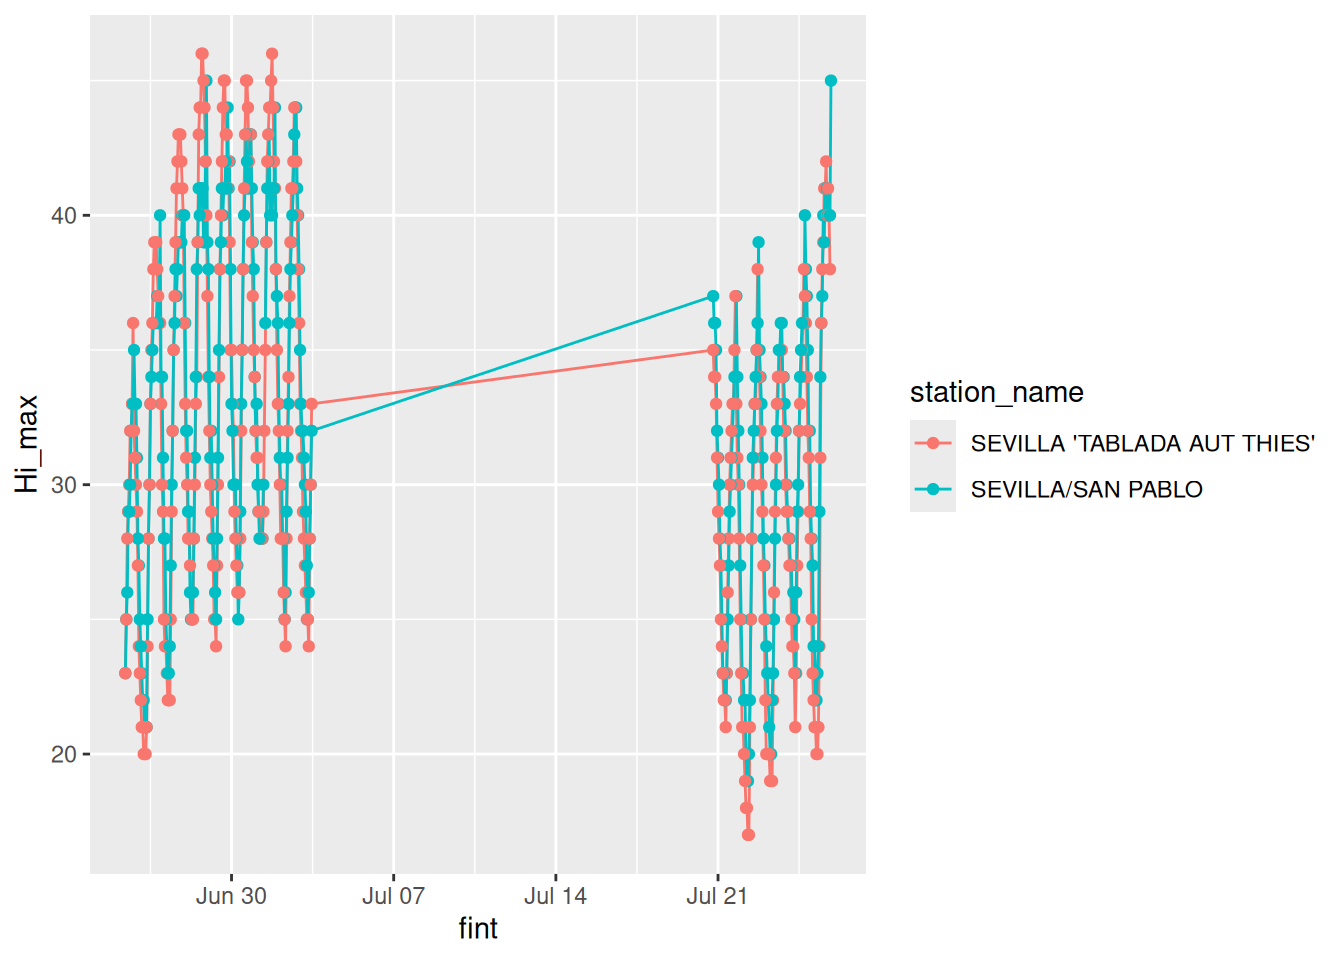 Hi_max
40
30
20
Jun 30
Jul 07
Jul 14
Jul 21
fint
station_name
SEVILLA 'TABLADA AUT THIES'
SEVILLA/SAN PABLO